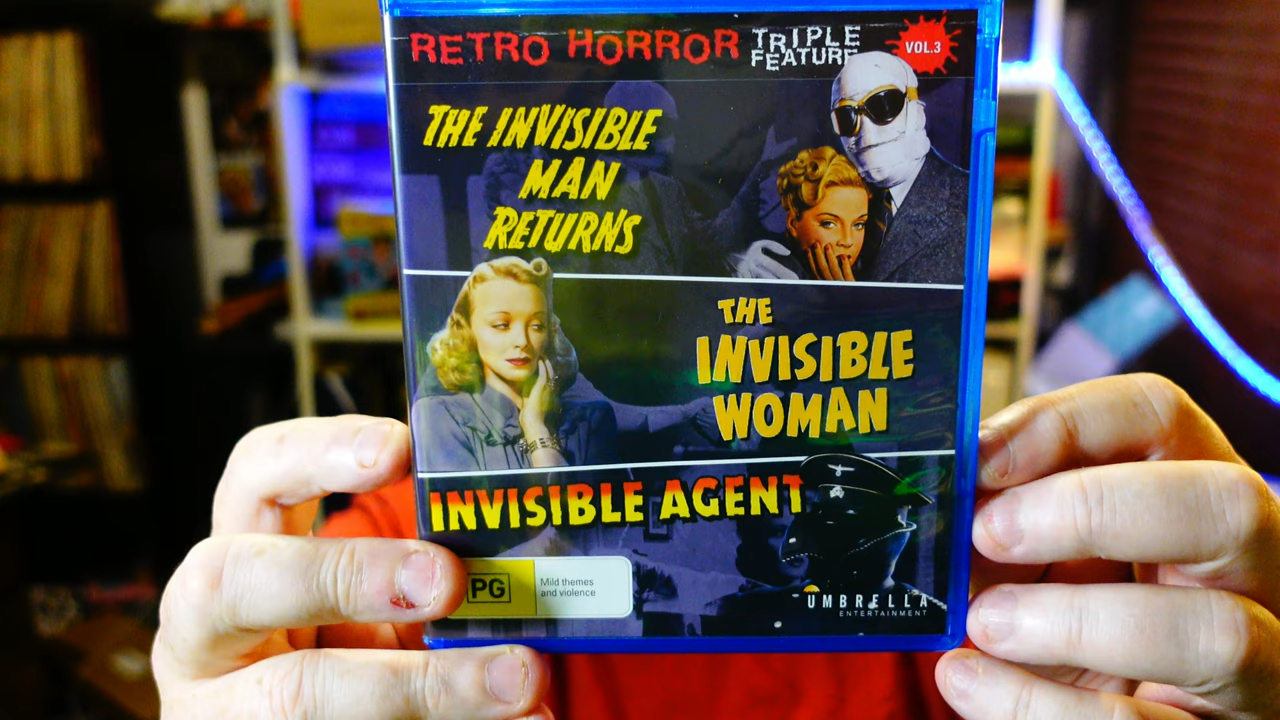 RETRO HORROR TRIPLE FEATURE
VOL.3
THE INVISIBLE
MAN
RETURNS
THE
INVISIBLE
WOMAN
INVISIBLE AGENT
PG
Mild themes
and violence
UMBRELLA
ENTERTAINMENT